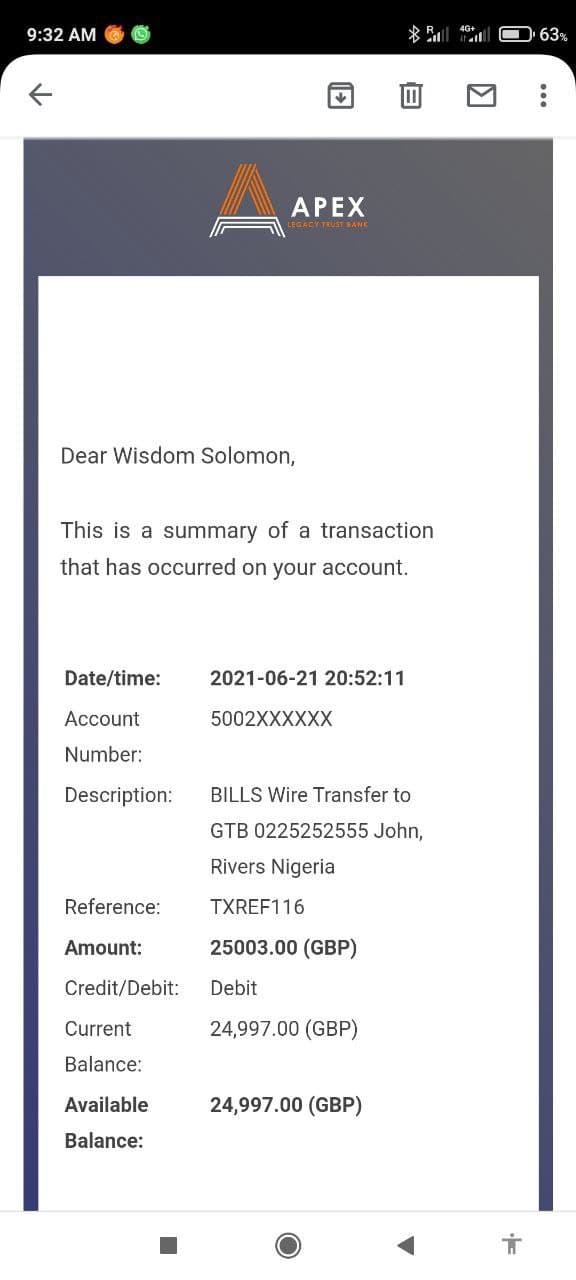 9:32 AM
R 4G+ 63%
APEX
LEGACY TRUST BANK
Dear Wisdom Solomon,
This is a summary of a transaction
that has occurred on your account.
Date/time: 2021-06-21 20:52:11
Account 5002XXXXXX
Number:
Description: BILLS Wire Transfer to
GTB 0225252555 John,
Rivers Nigeria
Reference: TXREF116
Amount: 25003.00 (GBP)
Credit/Debit: Debit
Current 24,997.00 (GBP)
Balance:
Available 24,997.00 (GBP)
Balance: